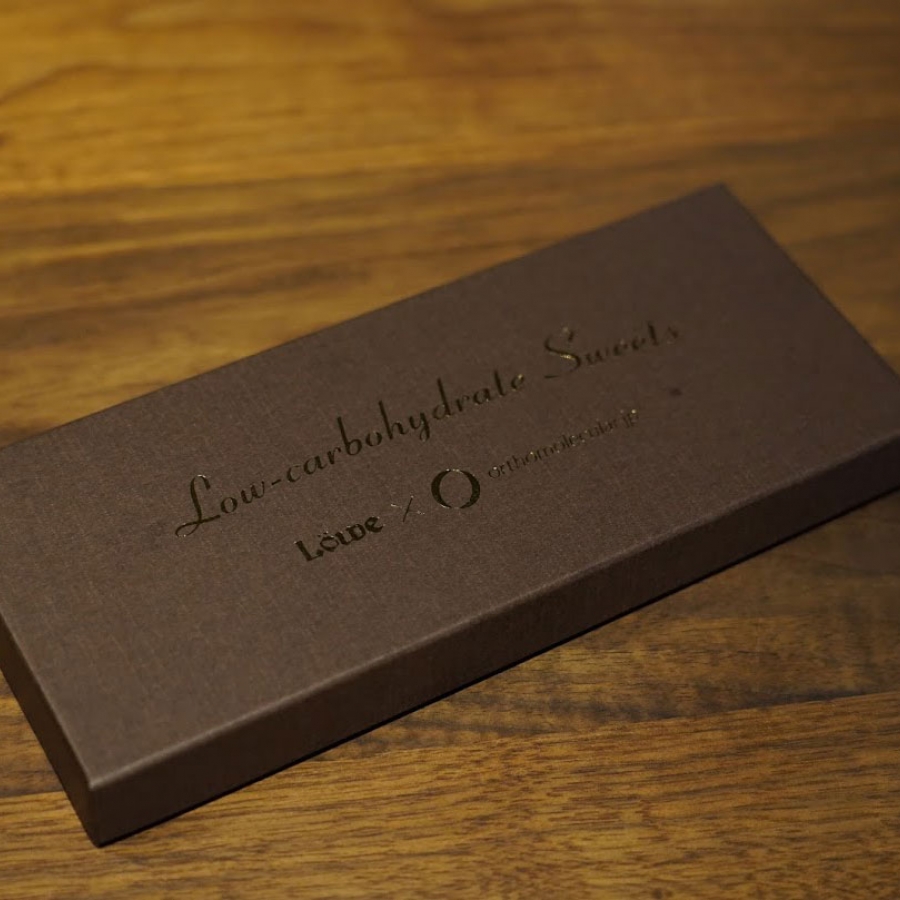 Low-carbohydrate Sweets
Löwe × O orthomolecular.jp